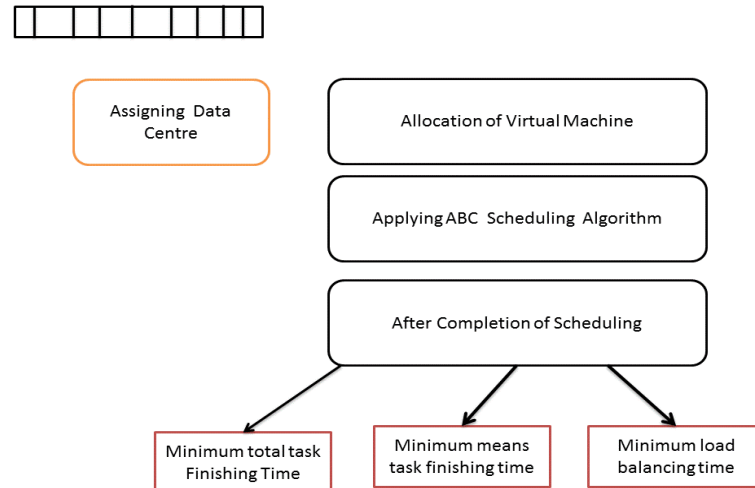 Assigning Data
Centre
Allocation of Virtual Machine
Applying ABC Scheduling Algorithm
After Completion of Scheduling
Minimum total task
Finishing Time
Minimum means
task finishing time
Minimum load
balancing time